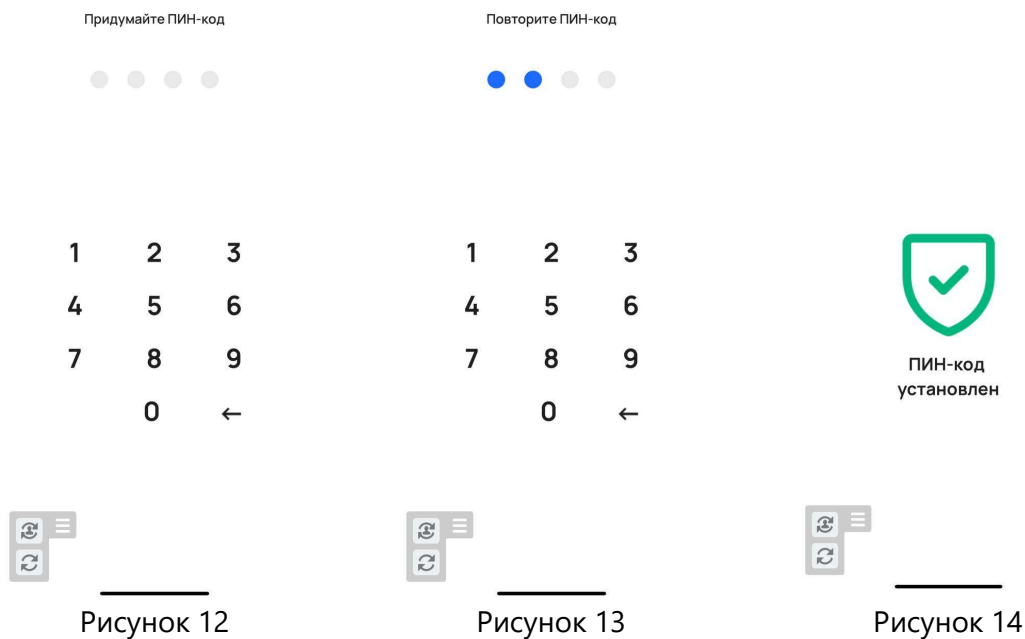 Придумайте ПИН-код
1 2 3
4 5 6
7 8 9
0 ←
Рисунок 12
Повторите ПИН-код
1 2 3
4 5 6
7 8 9
0 ←
Рисунок 13
ПИН-код
установлен
Рисунок 14